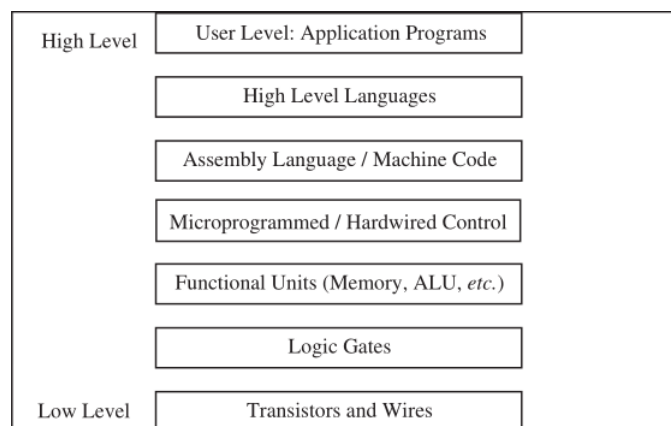 High Level
User Level: Application Programs
High Level Languages
Assembly Language / Machine Code
Microprogrammed / Hardwired Control
Functional Units (Memory, ALU, etc.)
Logic Gates
Low Level
Transistors and Wires